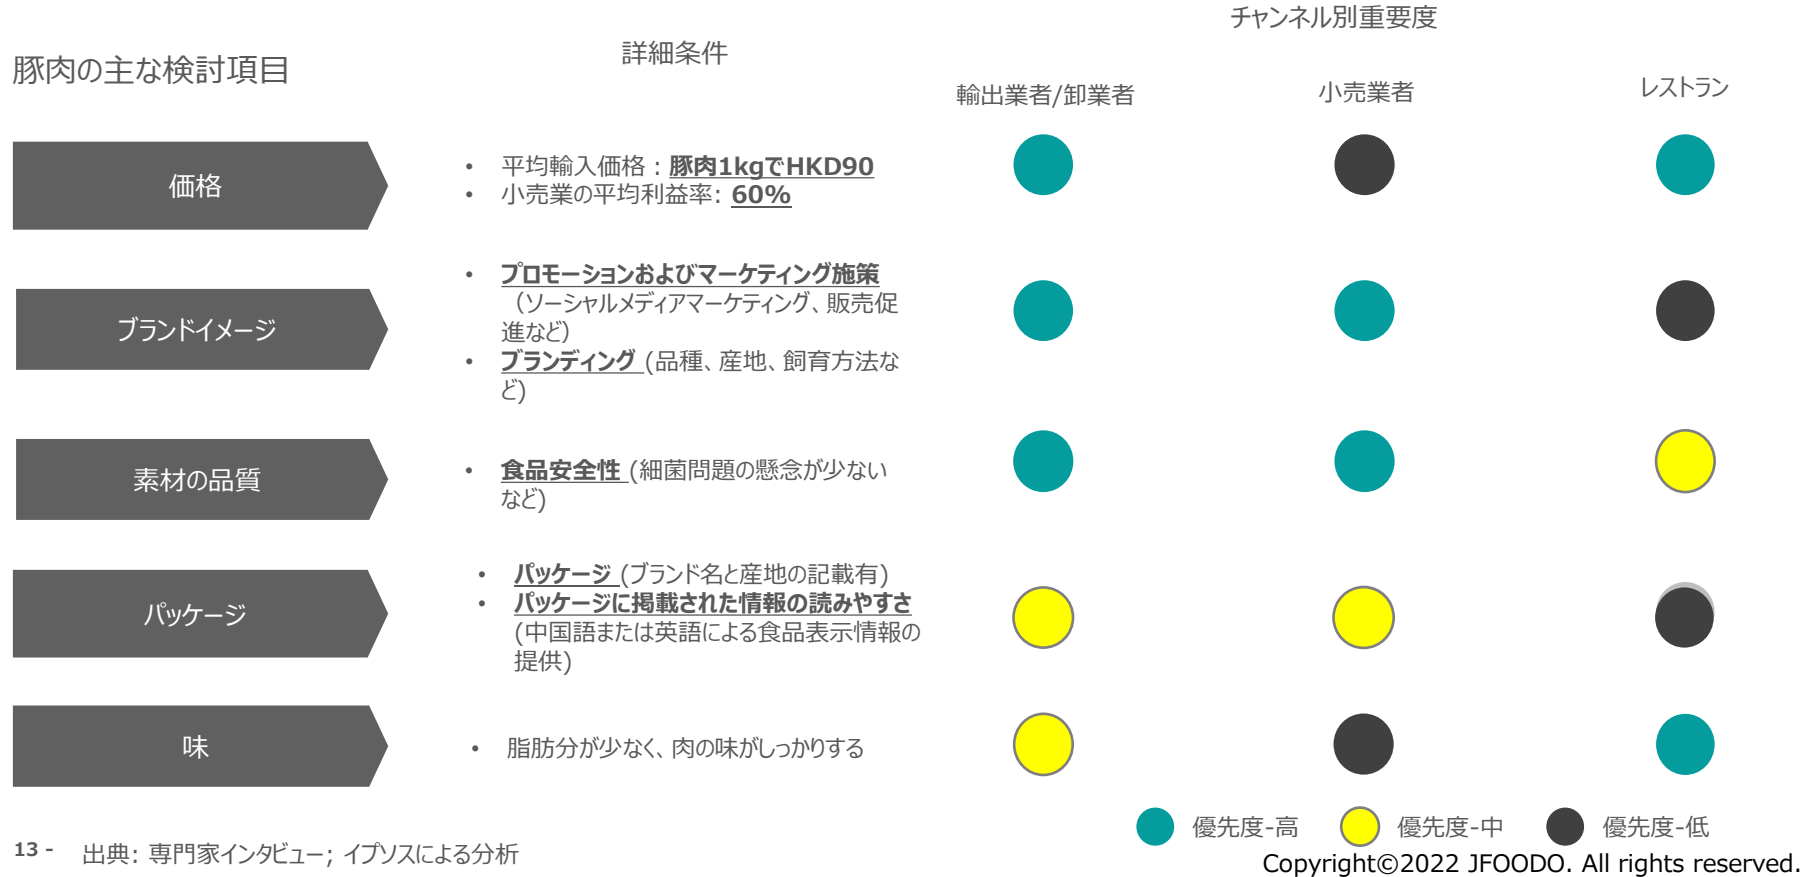 チャンネル別重要度
豚肉の主な検討項目
詳細条件
輸出業者/卸業者
小売業者
レストラン
価格
• 平均輸入価格：豚肉1kgでHKD90
• 小売業の平均利益率: 60%
ブランドイメージ
• プロモーションおよびマーケティング施策
（ソーシャルメディアマーケティング、販売促
進など）
• ブランディング (品種、産地、飼育方法な
ど)
素材の品質
• 食品安全性 (細菌問題の懸念が少ない
など)
パッケージ
• パッケージ (ブランド名と産地の記載有)
• パッケージに掲載された情報の読みやすさ
(中国語または英語による食品表示情報の
提供)
味
• 脂肪分が少なく、肉の味がしっかりする
優先度-高
優先度-中
優先度-低
13 - 出典: 専門家インタビュー; イプソスによる分析
Copyright©2022 JFOODO. All rights reserved.